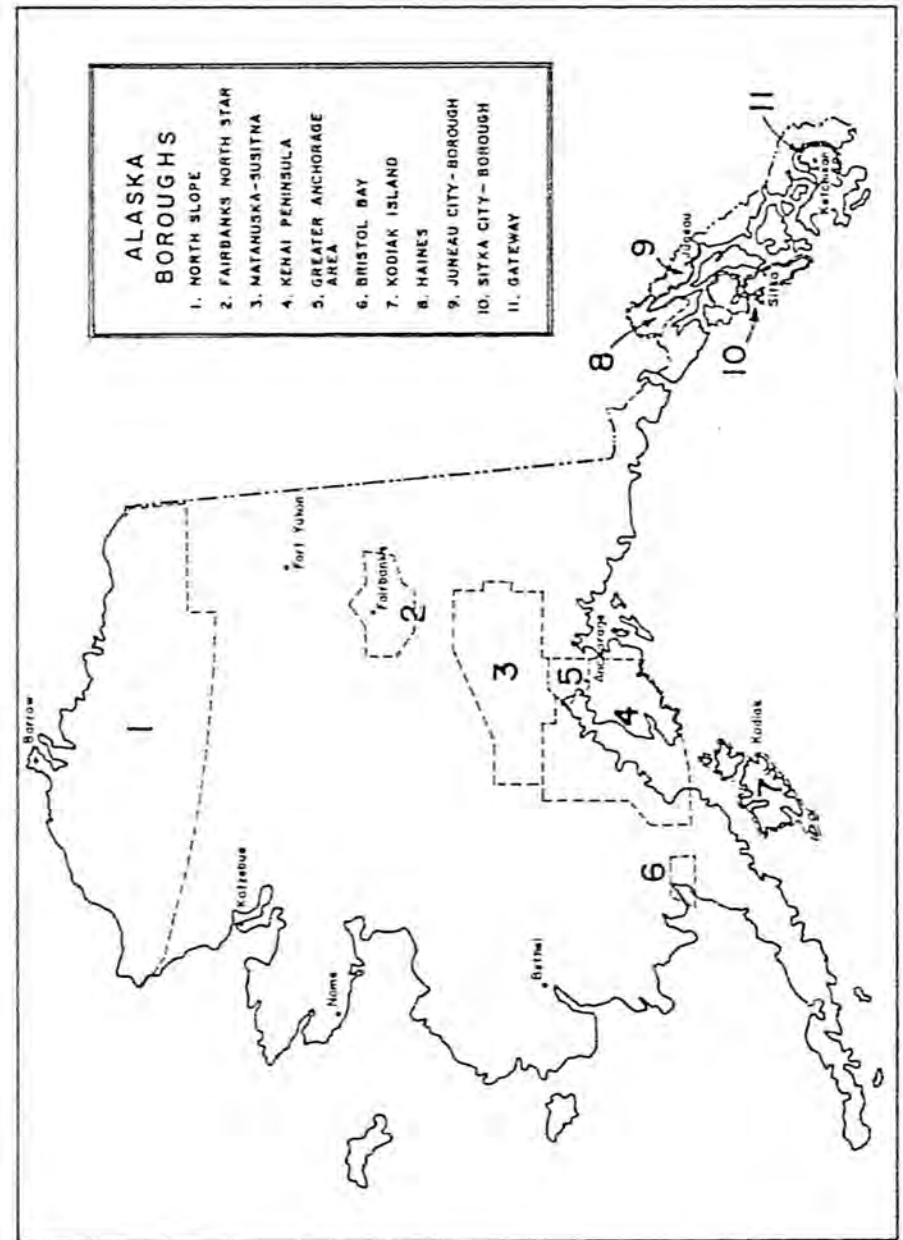 ALASKA
BOROUGHS
1. NORTH SLOPE
2. FAIRBANKS NORTH STAR
3. MATANUSKA-SUSITNA
4. KENAI PENINSULA
5. GREATER ANCHORAGE
AREA
6. BRISTOL BAY
7. KODIAK ISLAND
8. HAINES
9. JUNEAU CITY-BOROUGH
10. SITKA CITY-BOROUGH
11. GATEWAY
Barrow
1
Kotzebue
Fort Yukon
Nome
Fairbanks
2
3
Bethel
5
Anchorage
4
6
Kodiak
7
8
9
Juneau
10
Sitka
11
Ketchikan